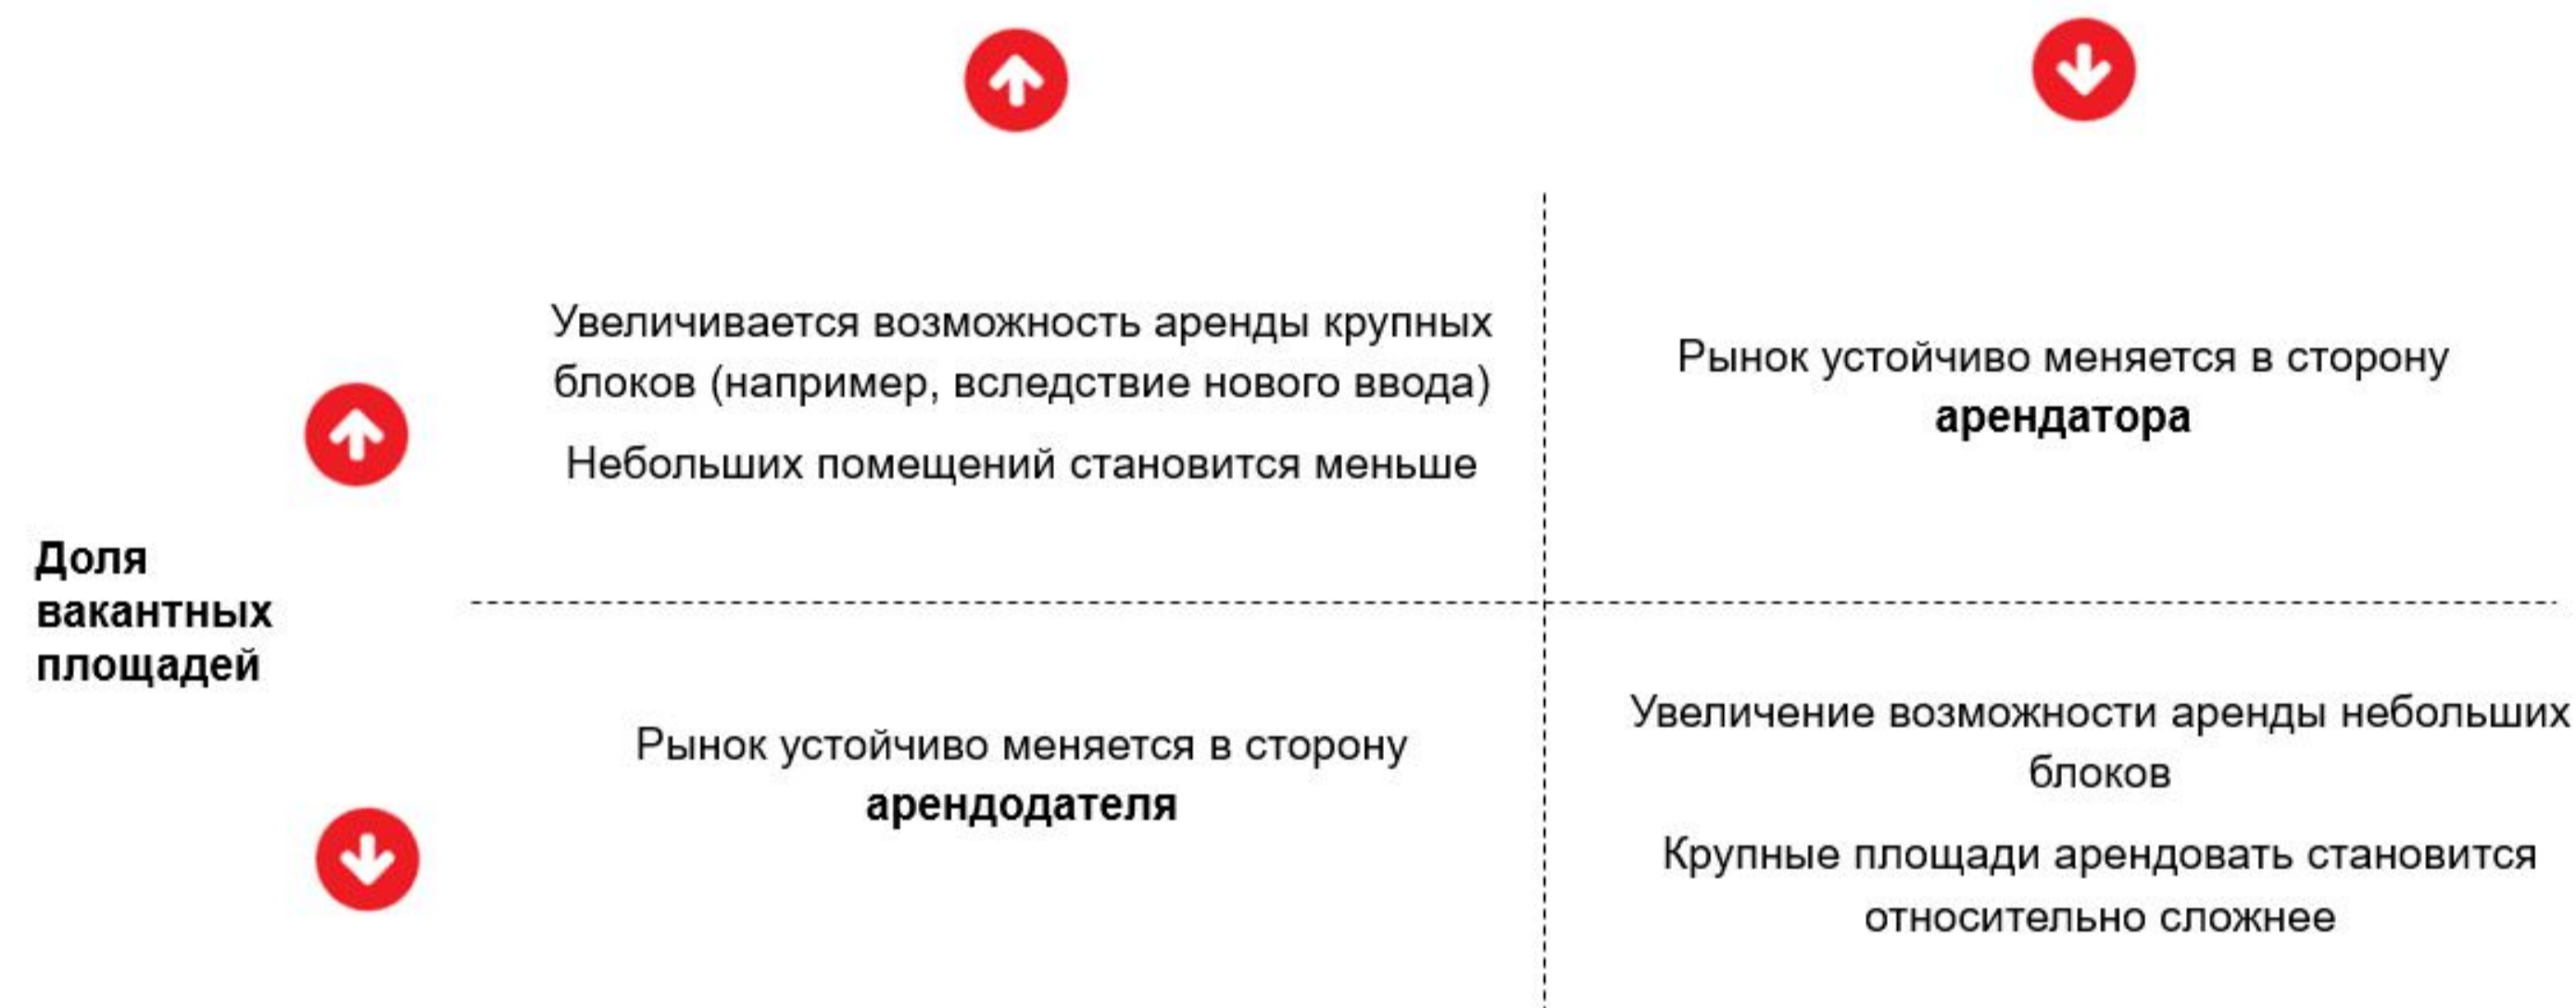 Увеличивается возможность аренды крупных
блоков (например, вследствие нового ввода)
Небольших помещений становится меньше
Рынок устойчиво меняется в сторону
арендатора
Доля
вакантных
площадей
Рынок устойчиво меняется в сторону
арендодателя
Увеличение возможности аренды небольших
блоков
Крупные площади арендовать становится
относительно сложнее